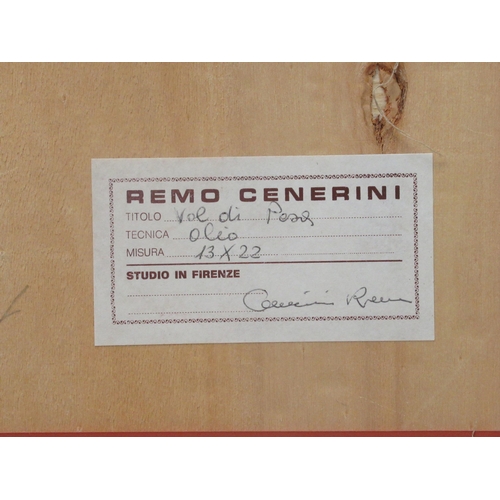 REMO CENERINI
TITOLO Val di Pesa
TECNICA Olio
MISURA 13 X 22
STUDIO IN FIRENZE
Cenerini Remo